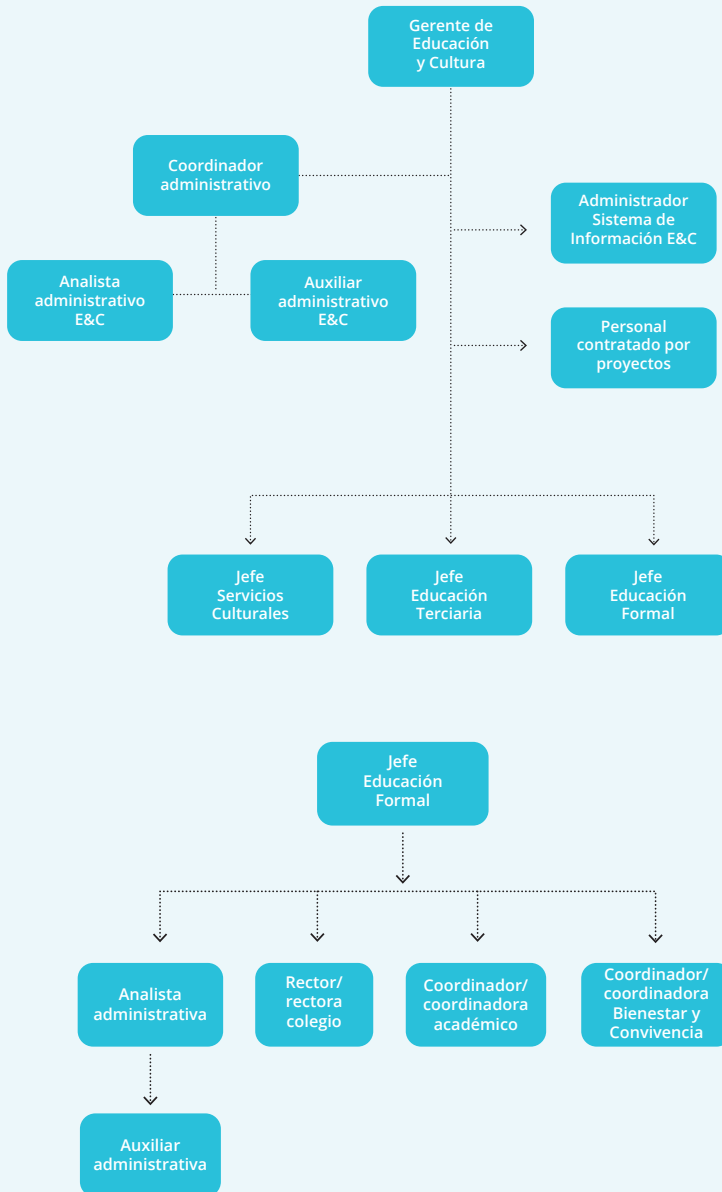 Gerente de
Educación
y Cultura
Coordinador
administrativo
Administrador
Sistema de
Información E&C
Analista
administrativo
E&C
Auxiliar
administrativo
E&C
Personal
contratado por
proyectos
Jefe
Servicios
Culturales
Jefe
Educación
Terciaria
Jefe
Educación
Formal
Jefe
Educación
Formal
Analista
administrativa
Rector/
rectora
colegio
Coordinador/
coordinadora
académico
Coordinador/
coordinadora
Bienestar y
Convivencia
Auxiliar
administrativa